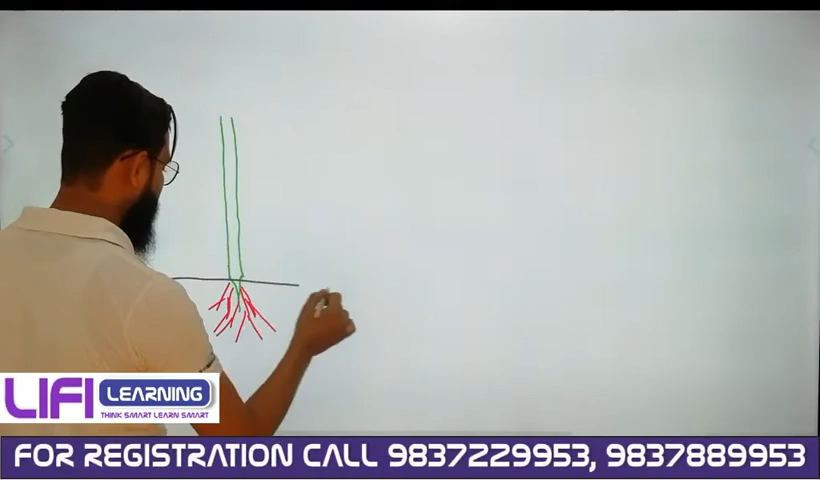 LIFI LEARNING
THINK SMART LEARN SMART
FOR REGISTRATION CALL 9837229953, 9837889953